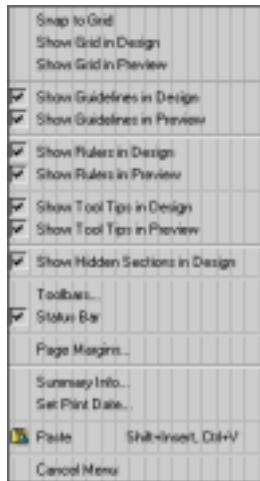 Snap to Grid
Show Grid in Design
Show Grid in Preview
Show Guidelines in Design
Show Guidelines in Preview
Show Rulers in Design
Show Rulers in Preview
Show Tool Tips in Design
Show Tool Tips in Preview
Show Hidden Sections in Design
Toolbars...
Status Bar
Page Margins...
Summary Info...
Set Print Date...
Paste Shift+Insert, Ctrl+V
Cancel Menu